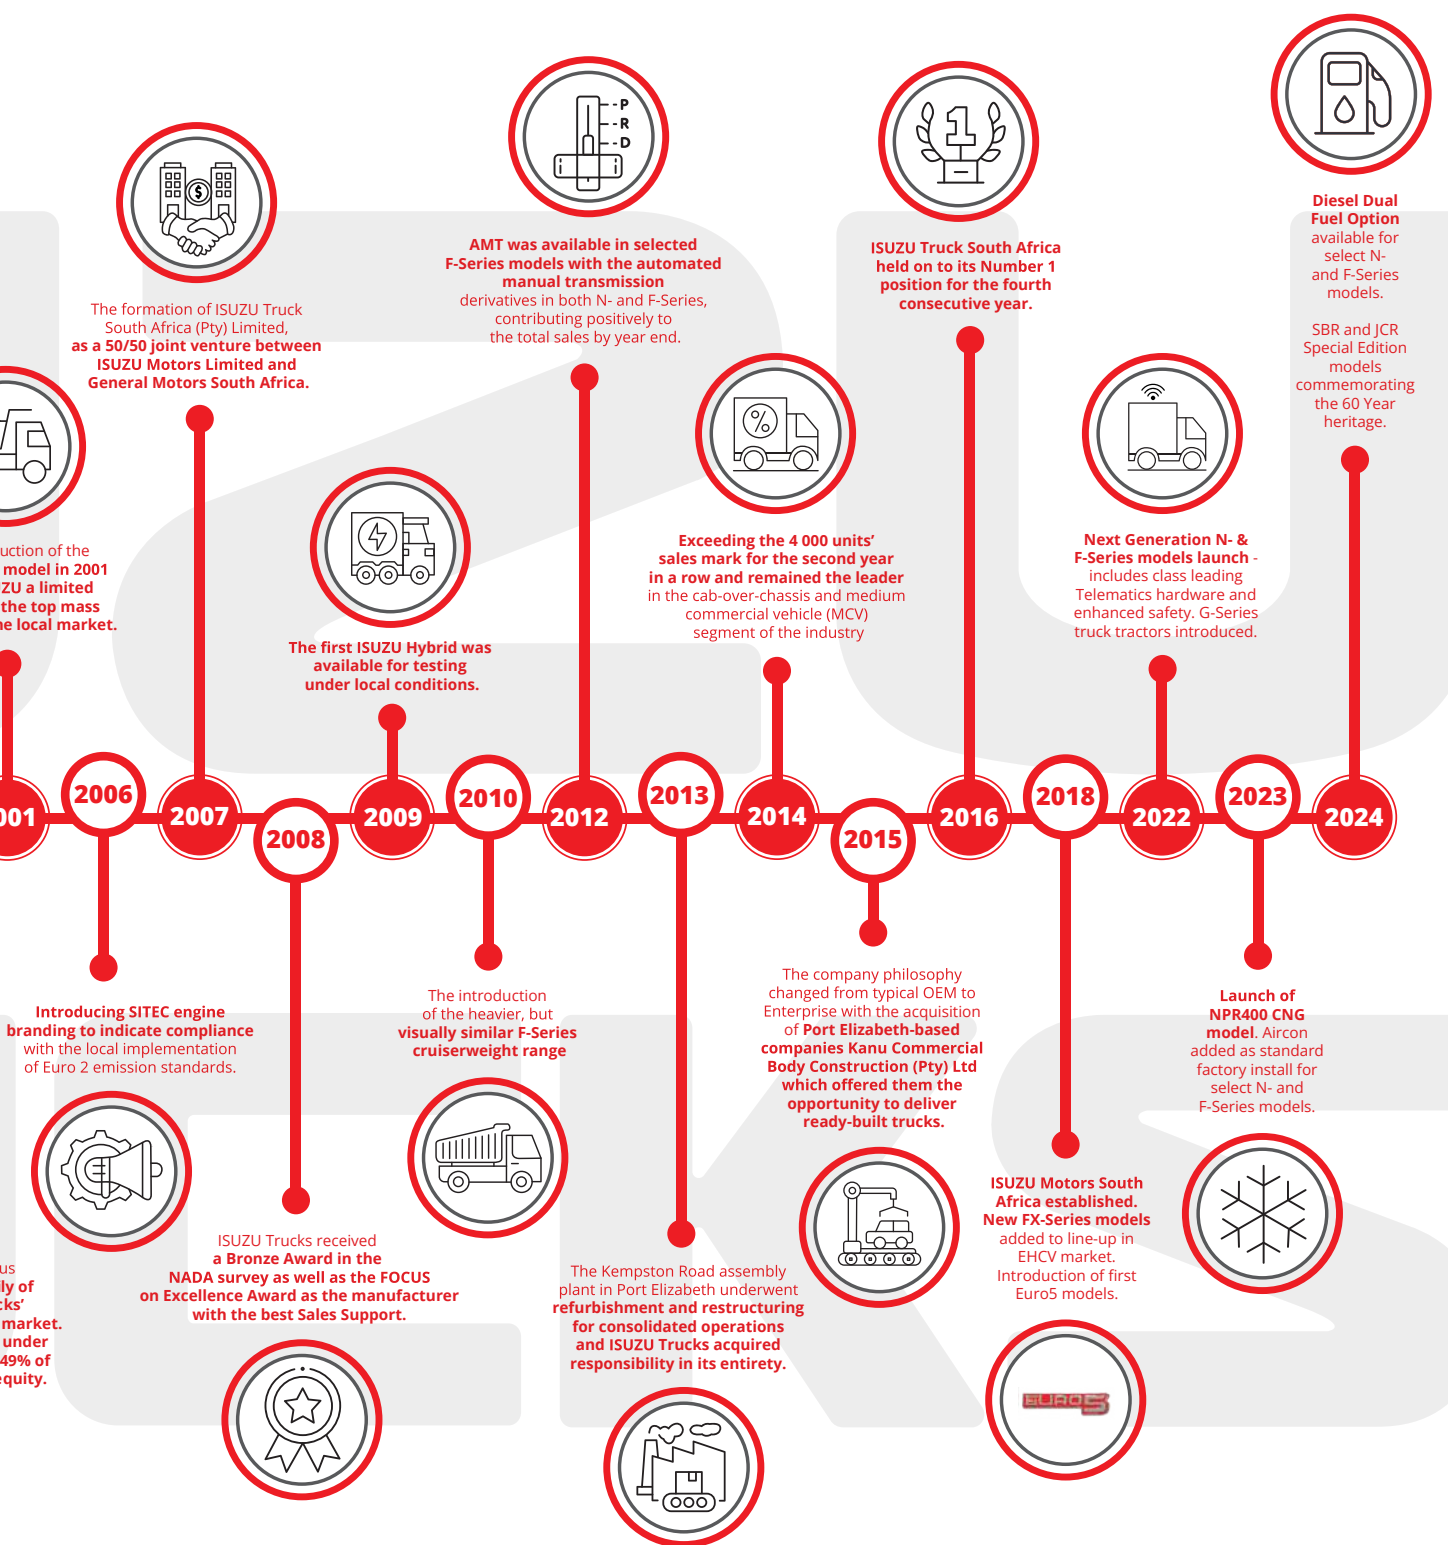 P
R
D
1
$
Diesel Dual
Fuel Option
available for
select N-
and F-Series
models.
SBR and JCR
Special Edition
models
commemorating
the 60 Year
heritage.
AMT was available in selected
F-Series models with the automated
manual transmission
derivatives in both N- and F-Series,
contributing positively to
the total sales by year end.
ISUZU Truck South Africa
held on to its Number 1
position for the fourth
consecutive year.
The formation of ISUZU Truck
South Africa (Pty) Limited,
as a 50/50 joint venture between
ISUZU Motors Limited and
General Motors South Africa.
%
uction of the
model in 2001
ZU a limited
the top mass
ne local market.
The first ISUZU Hybrid was
available for testing
under local conditions.
Exceeding the 4 000 units’
sales mark for the second year
in a row and remained the leader
in the cab-over-chassis and medium
commercial vehicle (MCV)
segment of the industry
Next Generation N- &
F-Series models launch -
includes class leading
Telematics hardware and
enhanced safety. G-Series
truck tractors introduced.
001
2006
2007
2008
2009
2010
2012
2013
2014
2015
2016
2018
2022
2023
2024
Introducing SITEC engine
branding to indicate compliance
with the local implementation
of Euro 2 emission standards.
The introduction
of the heavier, but
visually similar F-Series
cruiserweight range
The company philosophy
changed from typical OEM to
Enterprise with the acquisition
of Port Elizabeth-based
companies Kanu Commercial
Body Construction (Pty) Ltd
which offered them the
opportunity to deliver
ready-built trucks.
Launch of
NPR400 CNG
model. Aircon
added as standard
factory install for
select N- and
F-Series models.
ISUZU Motors South
Africa established.
New FX-Series models
added to line-up in
EHCV market.
Introduction of first
Euro5 models.
ISUZU Trucks received
a Bronze Award in the
NADA survey as well as the FOCUS
on Excellence Award as the manufacturer
with the best Sales Support.
The Kempston Road assembly
plant in Port Elizabeth underwent
refurbishment and restructuring
for consolidated operations
and ISUZU Trucks acquired
responsibility in its entirety.
us
ly of
cks’
market.
under
49% of
equity.
EURO5